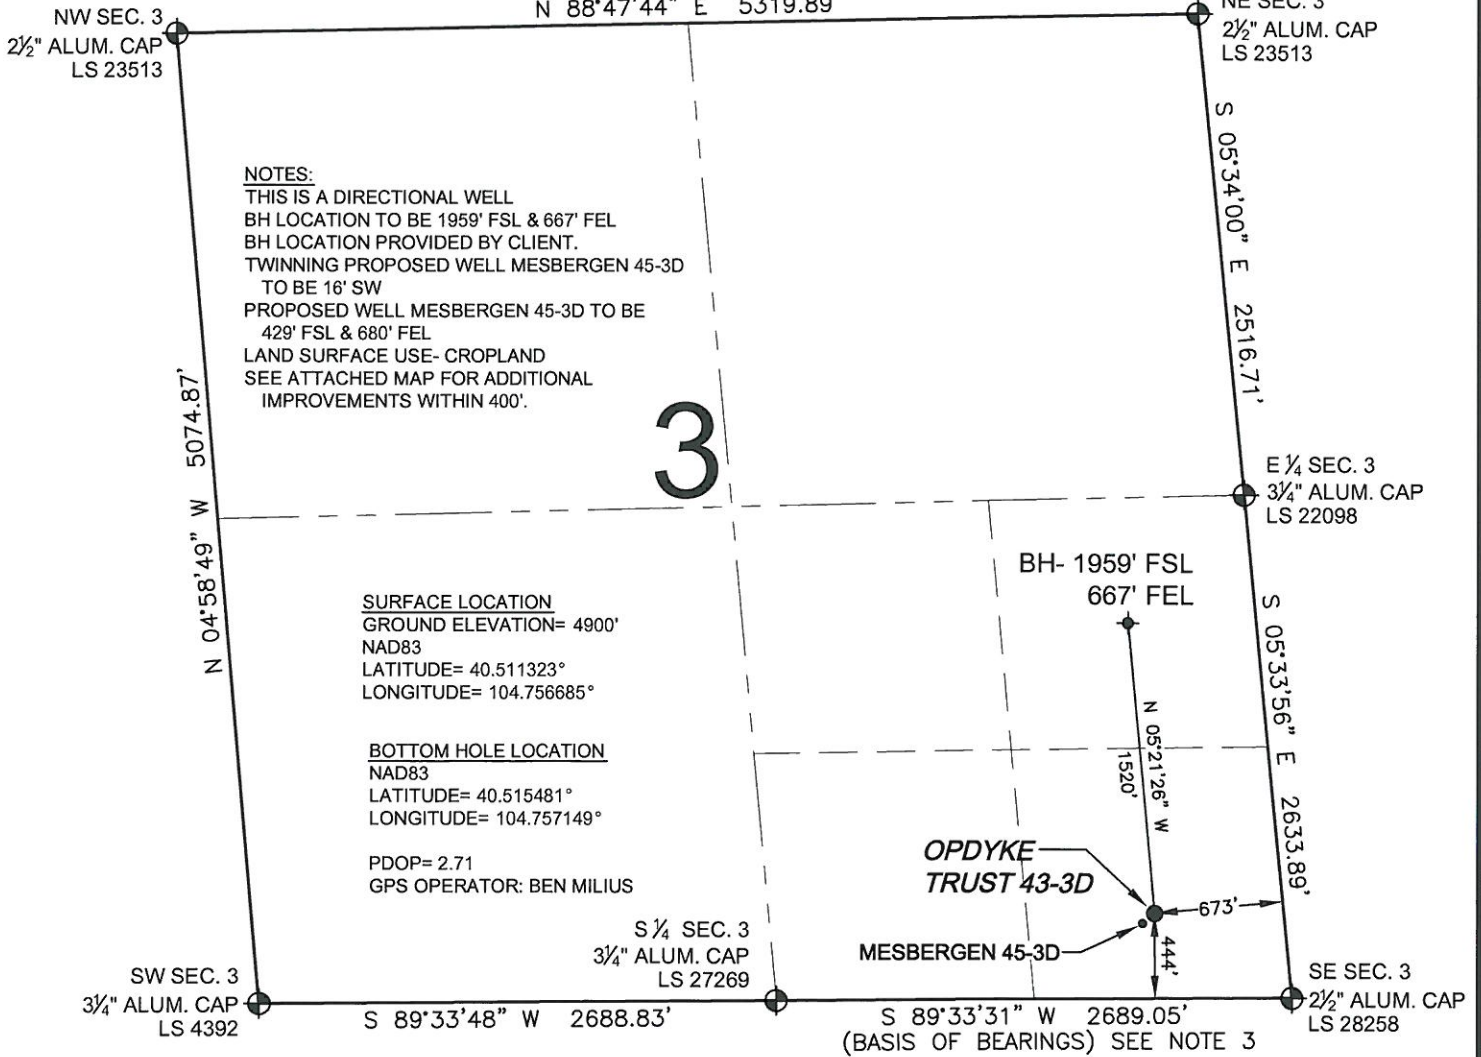 N 88°47'44" E 5319.89'
NW SEC. 3
2½" ALUM. CAP
LS 23513
NE SEC. 3
2½" ALUM. CAP
LS 23513
S 05°34'00" E 2516.71'
NOTES:
THIS IS A DIRECTIONAL WELL
BH LOCATION TO BE 1959' FSL & 667' FEL
BH LOCATION PROVIDED BY CLIENT.
TWINNING PROPOSED WELL MESBERGEN 45-3D
TO BE 16' SW
PROPOSED WELL MESBERGEN 45-3D TO BE
429' FSL & 680' FEL
LAND SURFACE USE- CROPLAND
SEE ATTACHED MAP FOR ADDITIONAL
IMPROVEMENTS WITHIN 400'.
N 04°58'49" W 5074.87'
3
E ¼ SEC. 3
3¼" ALUM. CAP
LS 22098
BH- 1959' FSL
667' FEL
S 05°33'56" E 2633.89'
SURFACE LOCATION
GROUND ELEVATION= 4900'
NAD83
LATITUDE= 40.511323°
LONGITUDE= 104.756685°
BOTTOM HOLE LOCATION
NAD83
LATITUDE= 40.515481°
LONGITUDE= 104.757149°
PDOP= 2.71
GPS OPERATOR: BEN MILIUS
N 05°21'26" W
1520'
OPDYKE
TRUST 43-3D
673'
MESBERGEN 45-3D
444'
S ¼ SEC. 3
3¼" ALUM. CAP
LS 27269
SW SEC. 3
3¼" ALUM. CAP
LS 4392
SE SEC. 3
2½" ALUM. CAP
LS 28258
S 89°33'48" W 2688.83'
S 89°33'31" W 2689.05'
(BASIS OF BEARINGS) SEE NOTE 3